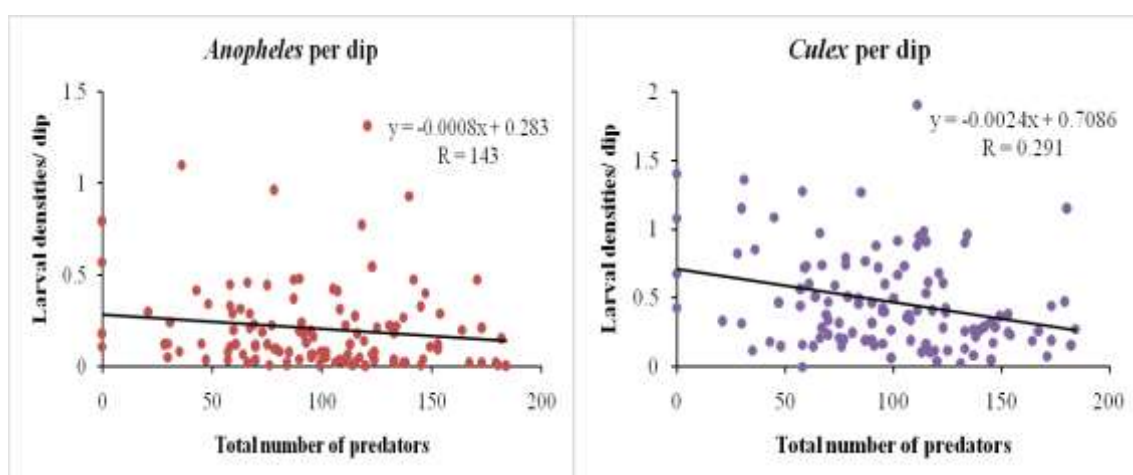 Anopheles per dip
1.5
1
0.5
0
0
50
100
150
200
Larval densities/ dip
Total number of predators
y = -0.0008x + 0.283
R = 143
Culex per dip
2
1.5
1
0.5
0
0
50
100
150
200
Larval densities/ dip
Total number of predators
y = -0.0024x + 0.7086
R = 0.291